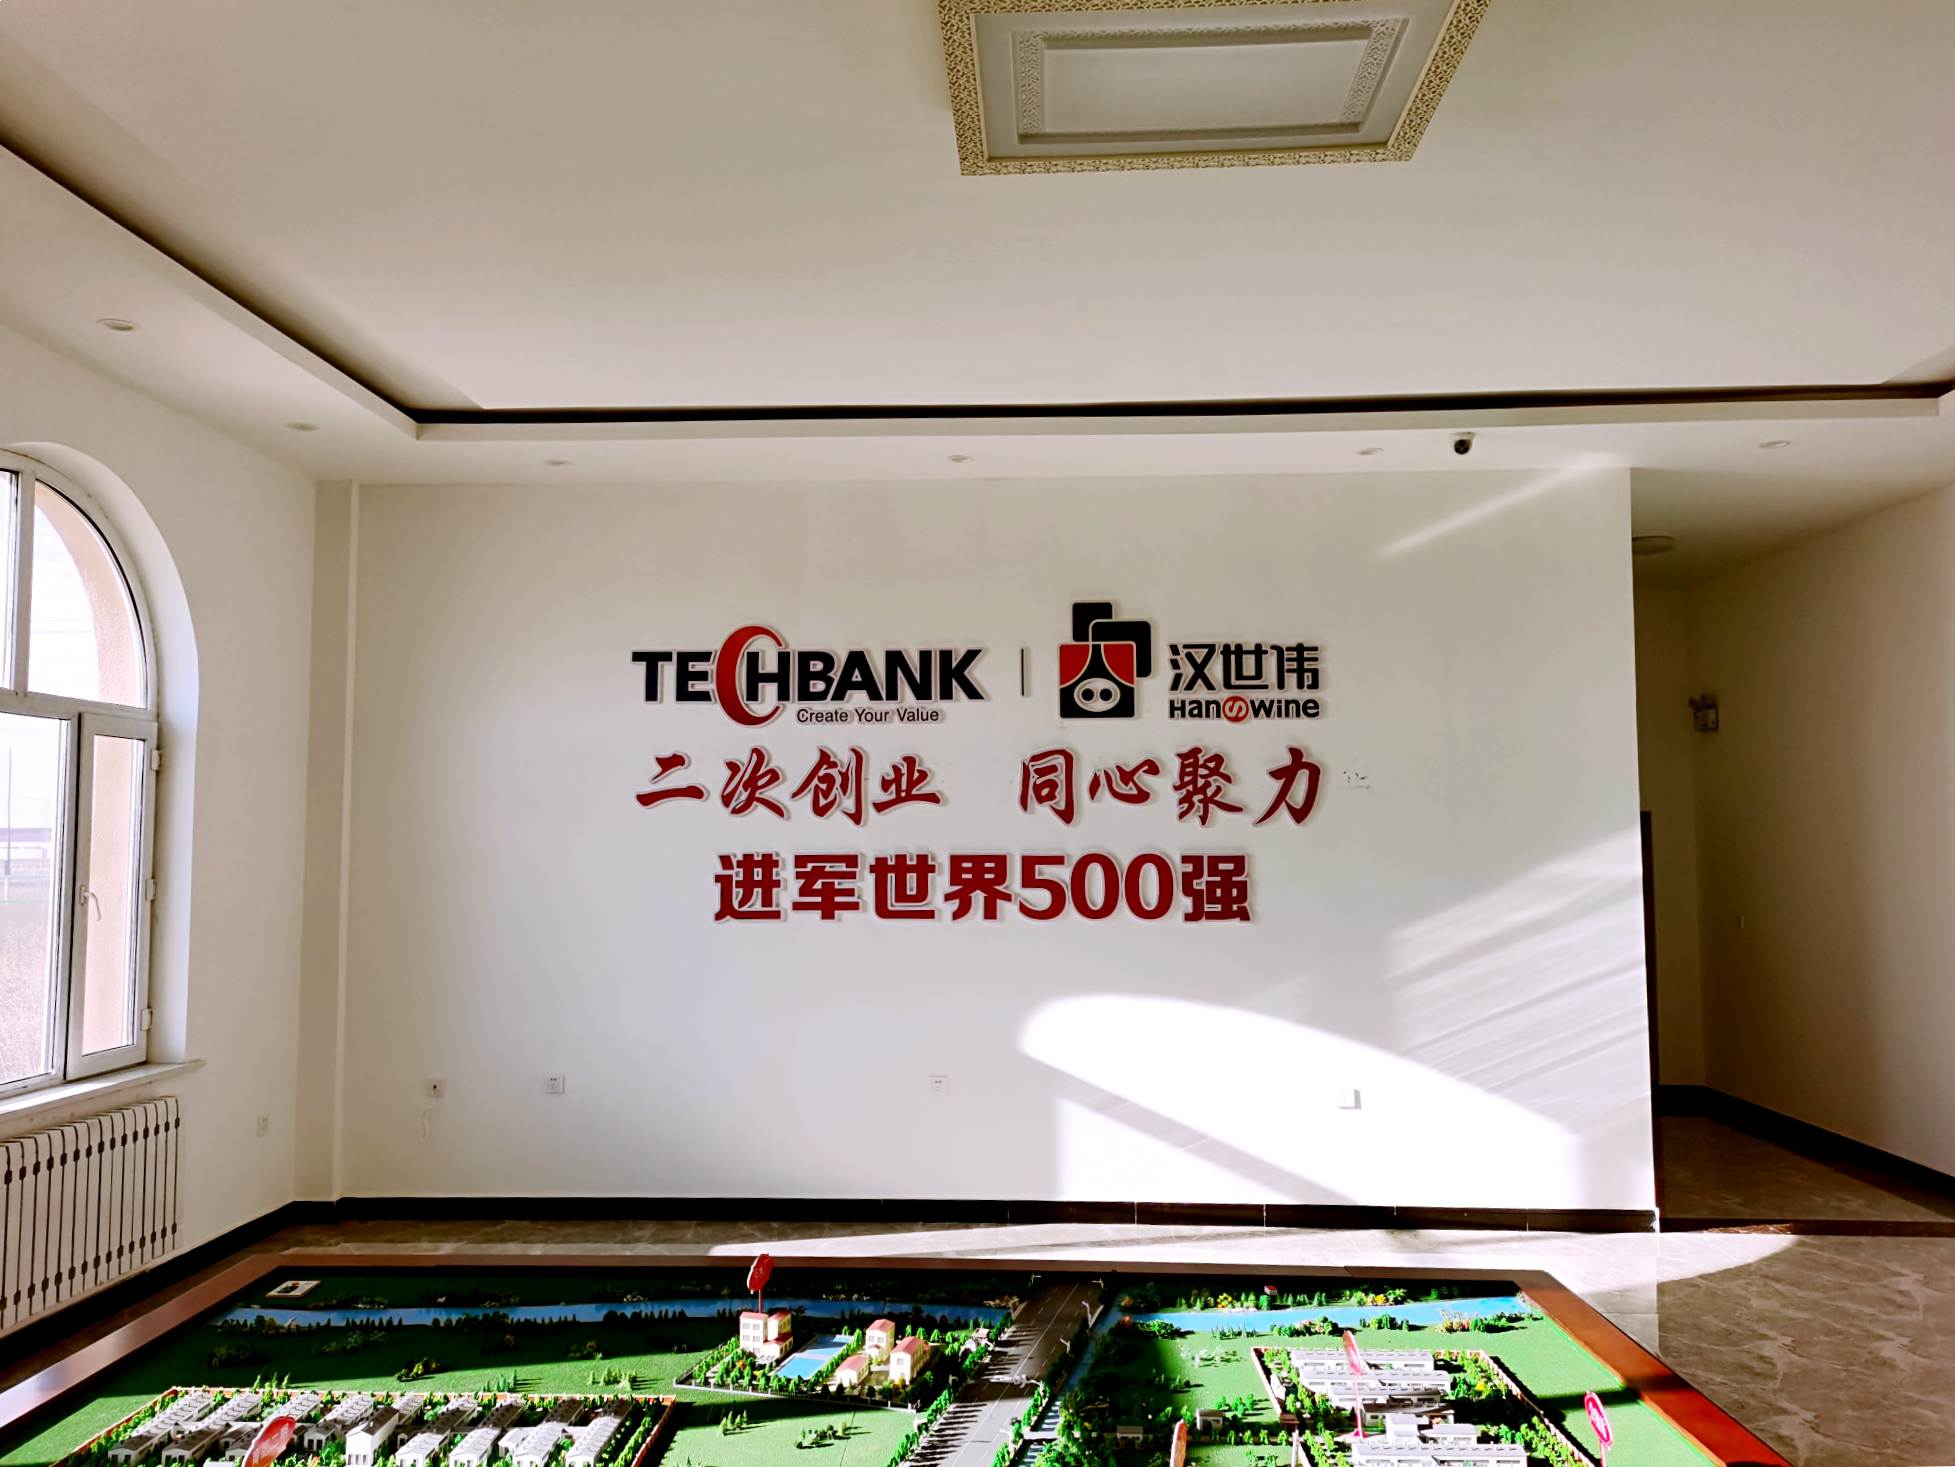 TECHBANK
Create Your Value
汉世伟
HanSwine
二次创业 同心聚力
进军世界500强